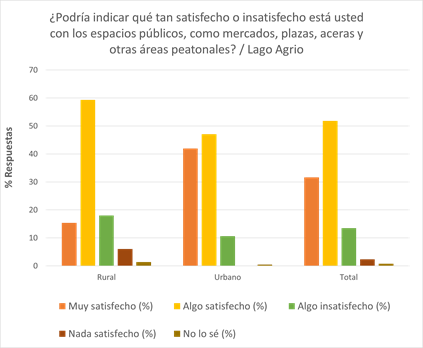 ¿Podría indicar qué tan satisfecho o insatisfecho está usted
con los espacios públicos, como mercados, plazas, aceras y
otras áreas peatonales? / Lago Agrio
% Respuestas
70
60
50
40
30
20
10
0
Rural Urbano Total
Muy satisfecho (%) Algo satisfecho (%) Algo insatisfecho (%)
Nada satisfecho (%) No lo sé (%)